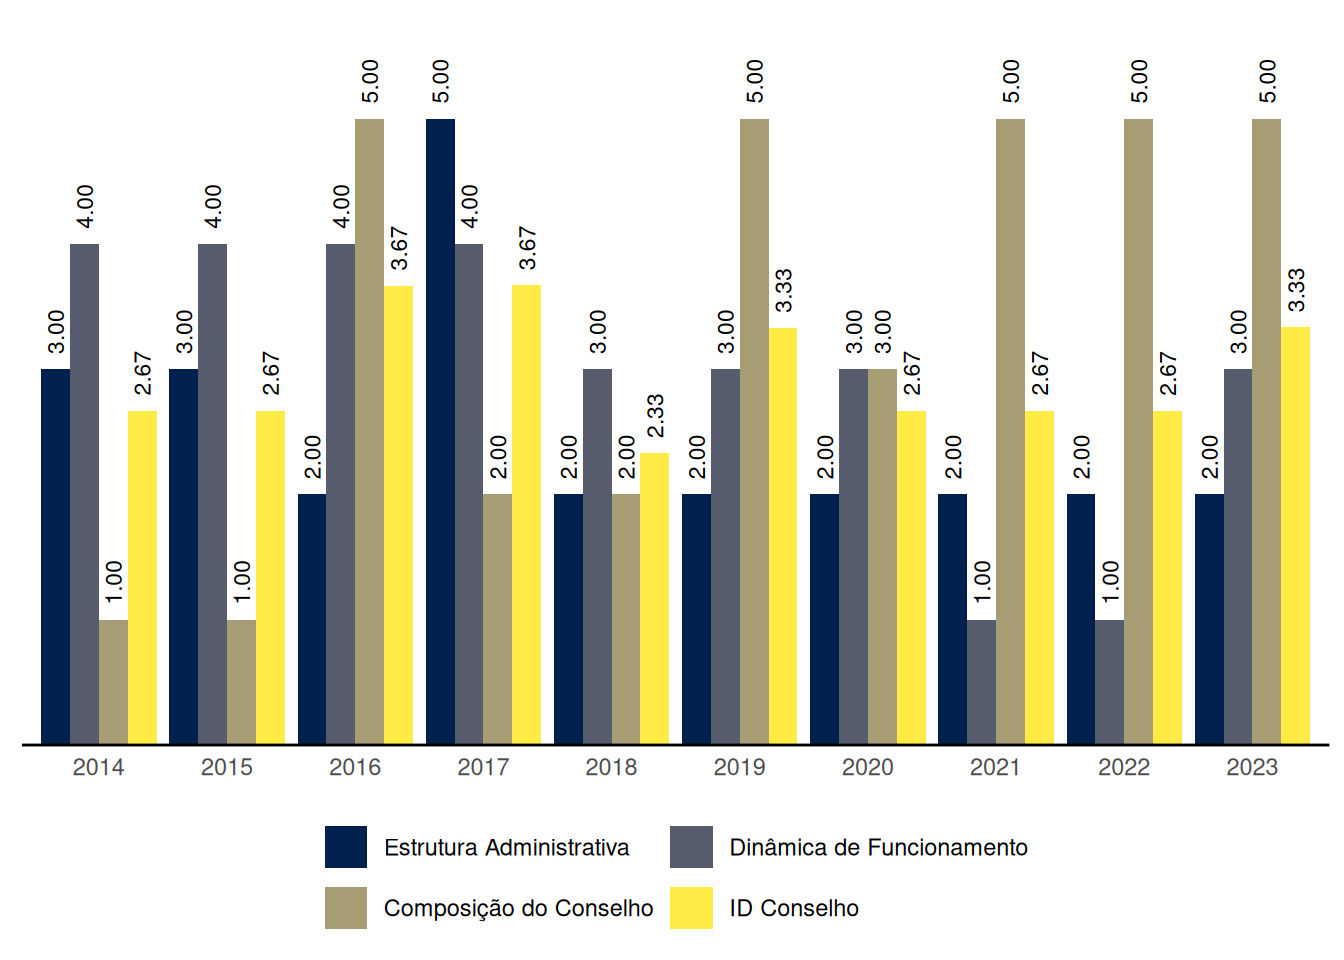 5.00 5.00 5.00 5.00 5.00 5.00
4.00 4.00 4.00 4.00
3.67 3.67
3.00 3.00 3.00 3.00 3.33 3.00 3.00 3.00 3.33
2.67 2.67 2.33 2.67 2.67 2.67
2.00 2.00 2.00 2.00 2.00 2.00 2.00 2.00 2.00
1.00 1.00 1.00 1.00
2014 2015 2016 2017 2018 2019 2020 2021 2022 2023
Estrutura Administrativa Dinâmica de Funcionamento
Composição do Conselho ID Conselho